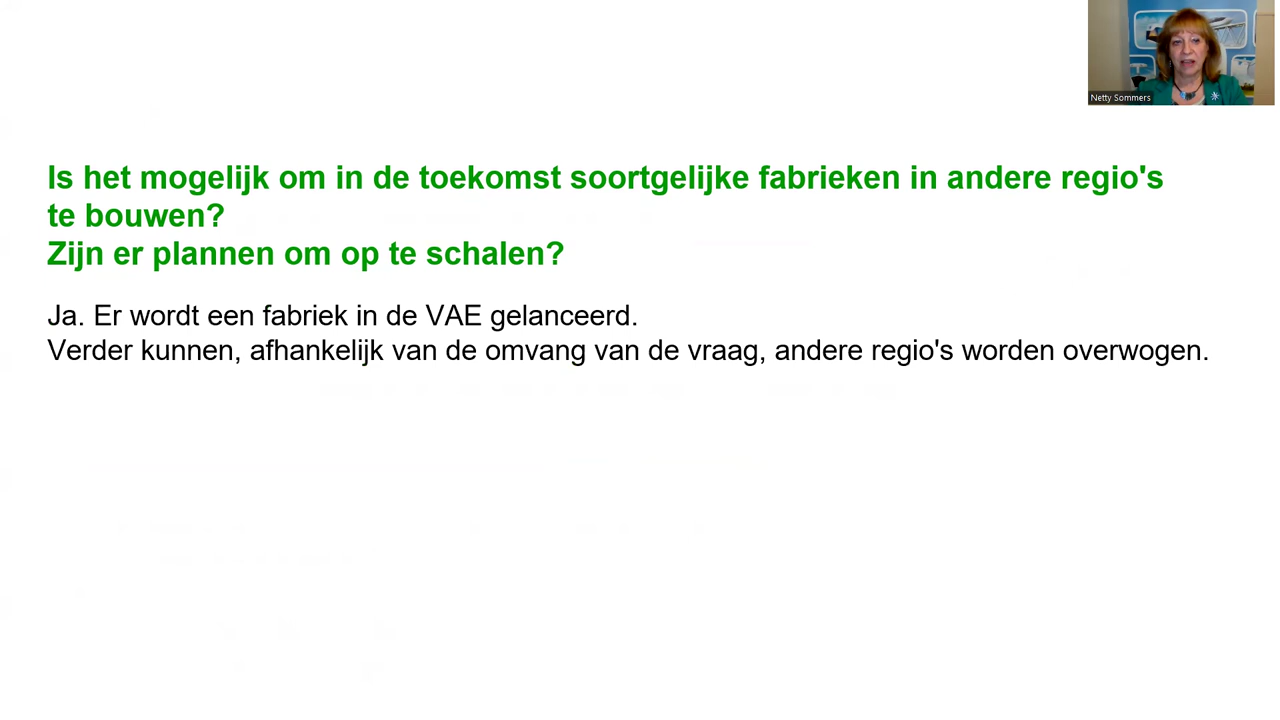 Netty Sommers
Is het mogelijk om in de toekomst soortgelijke fabrieken in andere regio's
te bouwen?
Zijn er plannen om op te schalen?
Ja. Er wordt een fabriek in de VAE gelanceerd.
Verder kunnen, afhankelijk van de omvang van de vraag, andere regio's worden overwogen.